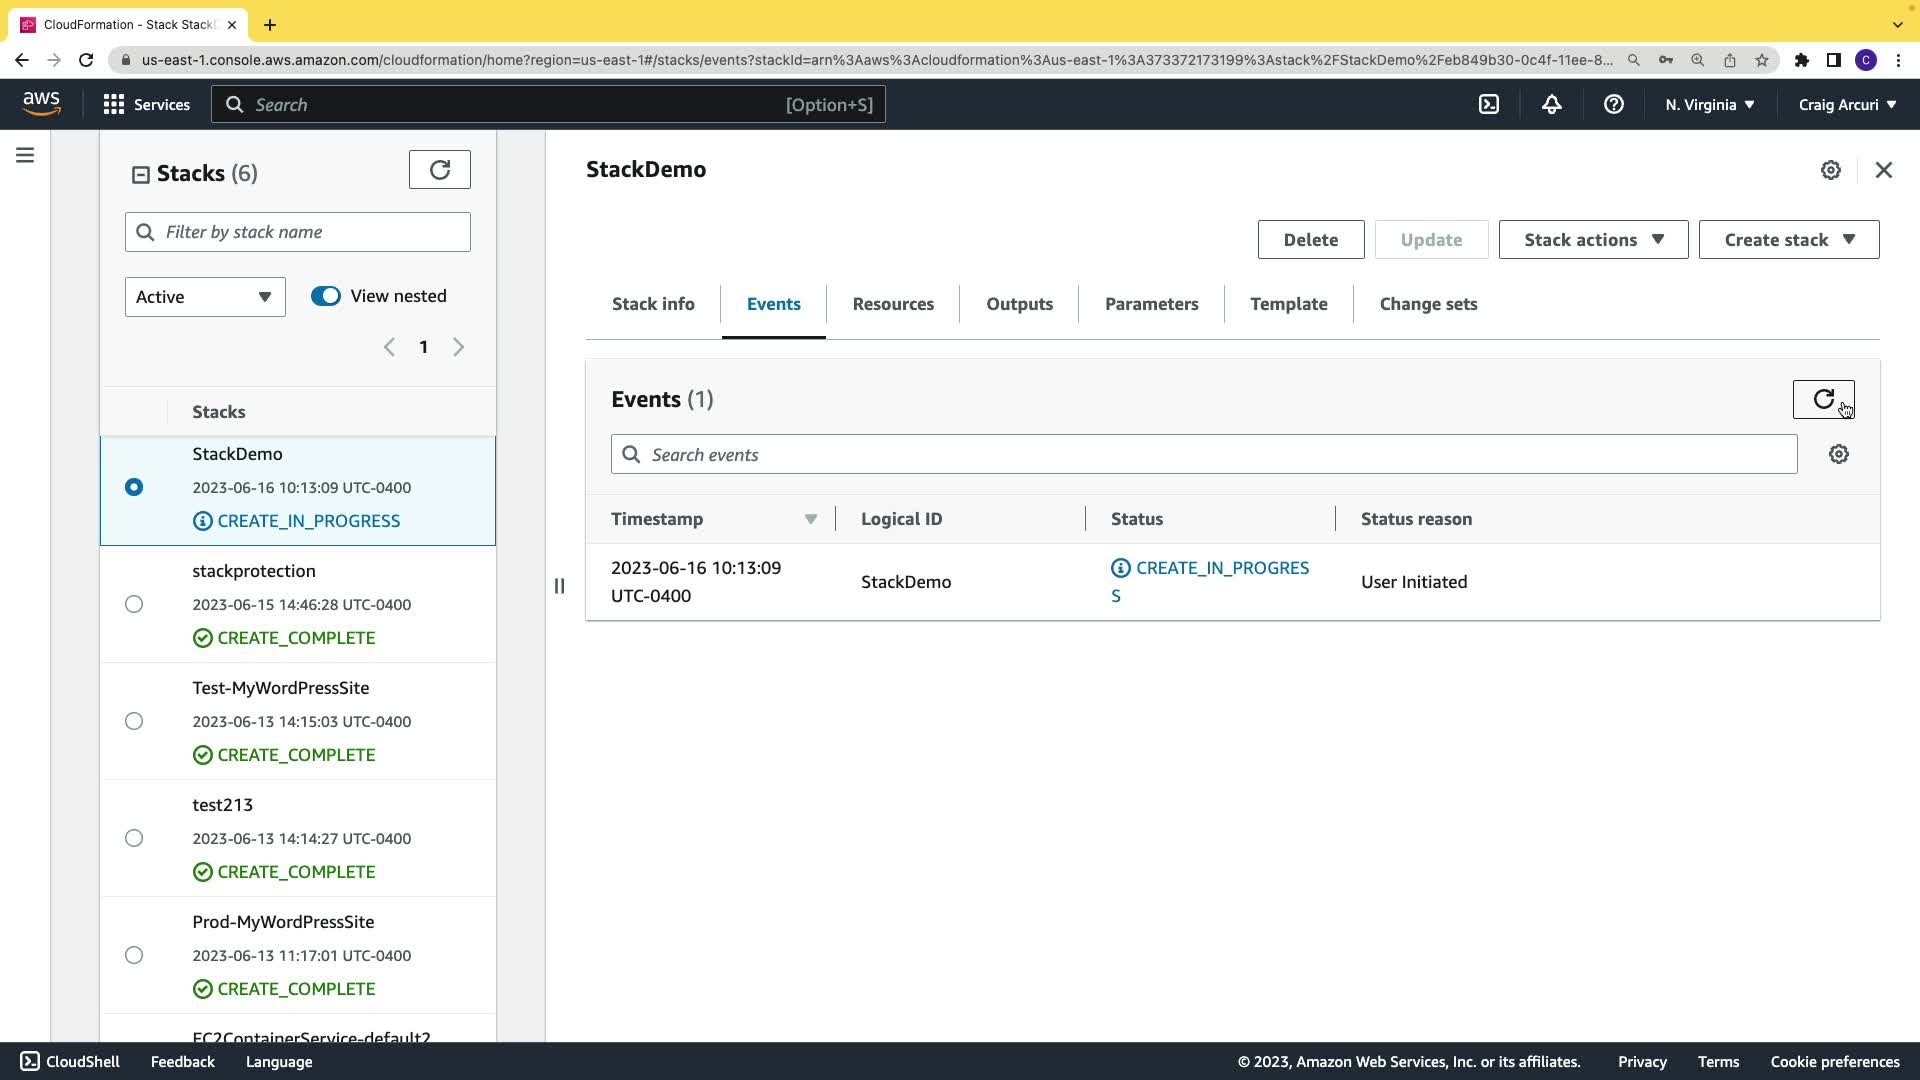 CloudFormation - Stack StackD
us-east-1.console.aws.amazon.com/cloudformation/home?region=us-east-1#/stacks/events?stackId=arn%3Aaws%3Acloudformation%3Aus-east-1%3A373372173199%3Astack%2FStackDemo%2Feb849b30-0c4f-11ee-8...
C
aws
Services
Search
[Option+S]
N. Virginia
Craig Arcuri
Stacks (6)
Filter by stack name
Active
View nested
1
Stacks
StackDemo
2023-06-16 10:13:09 UTC-0400
CREATE_IN_PROGRESS
stackprotection
2023-06-15 14:46:28 UTC-0400
CREATE_COMPLETE
Test-MyWordPressSite
2023-06-13 14:15:03 UTC-0400
CREATE_COMPLETE
test213
2023-06-13 14:14:27 UTC-0400
CREATE_COMPLETE
Prod-MyWordPressSite
2023-06-13 11:17:01 UTC-0400
CREATE_COMPLETE
EC2ContainerService-default2
StackDemo
Delete
Update
Stack actions
Create stack
Stack info
Events
Resources
Outputs
Parameters
Template
Change sets
Events (1)
Search events
Timestamp
Logical ID
Status
Status reason
2023-06-16 10:13:09
UTC-0400
StackDemo
CREATE_IN_PROGRES
S
User Initiated
CloudShell
Feedback
Language
© 2023, Amazon Web Services, Inc. or its affiliates.
Privacy
Terms
Cookie preferences